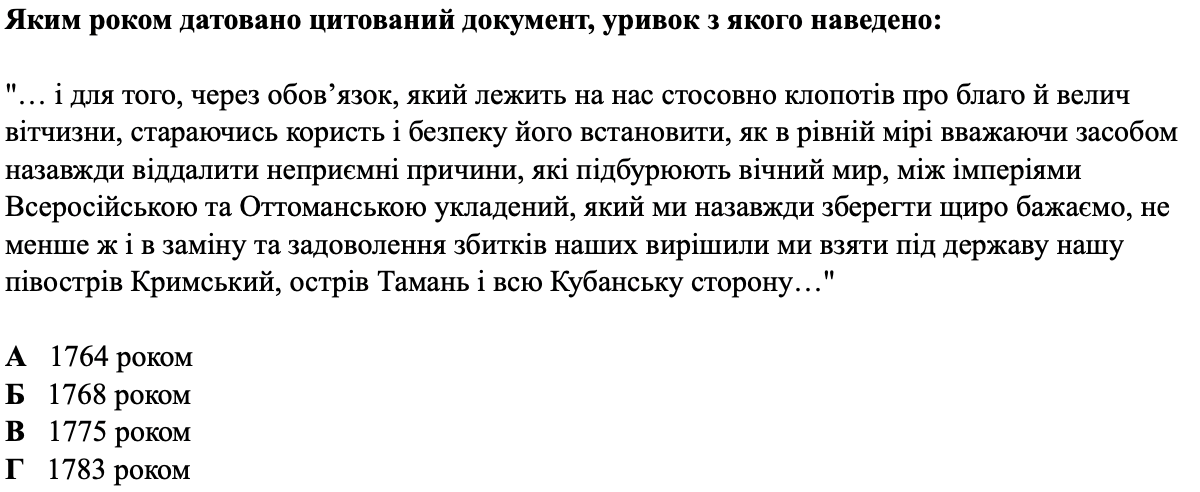 Яким роком датовано цитований документ, уривок з якого наведено:
"… і для того, через обов’язок, який лежить на нас стосовно клопотів про благо й велич
вітчизни, стараючись користь і безпеку його встановити, як в рівній мірі вважаючи засобом
назавжди віддалити неприємні причини, які підбурюють вічний мир, між імперіями
Всеросійською та Оттоманською укладений, який ми назавжди зберегти щиро бажаємо, не
менше ж і в заміну та задоволення збитків наших вирішили ми взяти під державу нашу
півострів Кримський, острів Тамань і всю Кубанську сторону…"
А 1764 роком
Б 1768 роком
В 1775 роком
Г 1783 роком